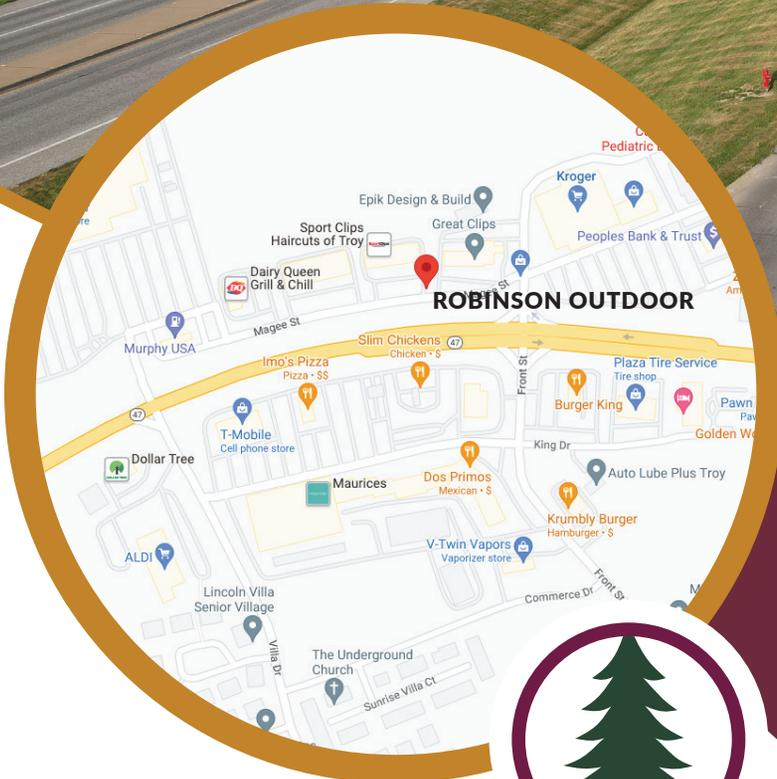 Pediatric
Kroger
Epik Design & Build
Great Clips
Sport Clips
Haircuts of Troy
Peoples Bank & Trust
Dairy Queen
Grill & Chill
DQ
ROBINSON OUTDOOR
Magee St
Magee St
Murphy USA
Slim Chickens
Chicken • $
47
Imo's Pizza
Pizza • $$
Front St
Plaza Tire Service
Tire shop
Burger King
Pawn
Golden
47
T-Mobile
Cell phone store
King Dr
Dollar Tree
Maurices
Dos Primos
Mexican • $
Auto Lube Plus Troy
Krumbly Burger
Hamburger • $
ALDI
V-Twin Vapors
Vaporizer store
Front St
Lincoln Villa
Senior Village
Commerce Dr
Villa Dr
The Underground
Church
Sunrise Villa Ct